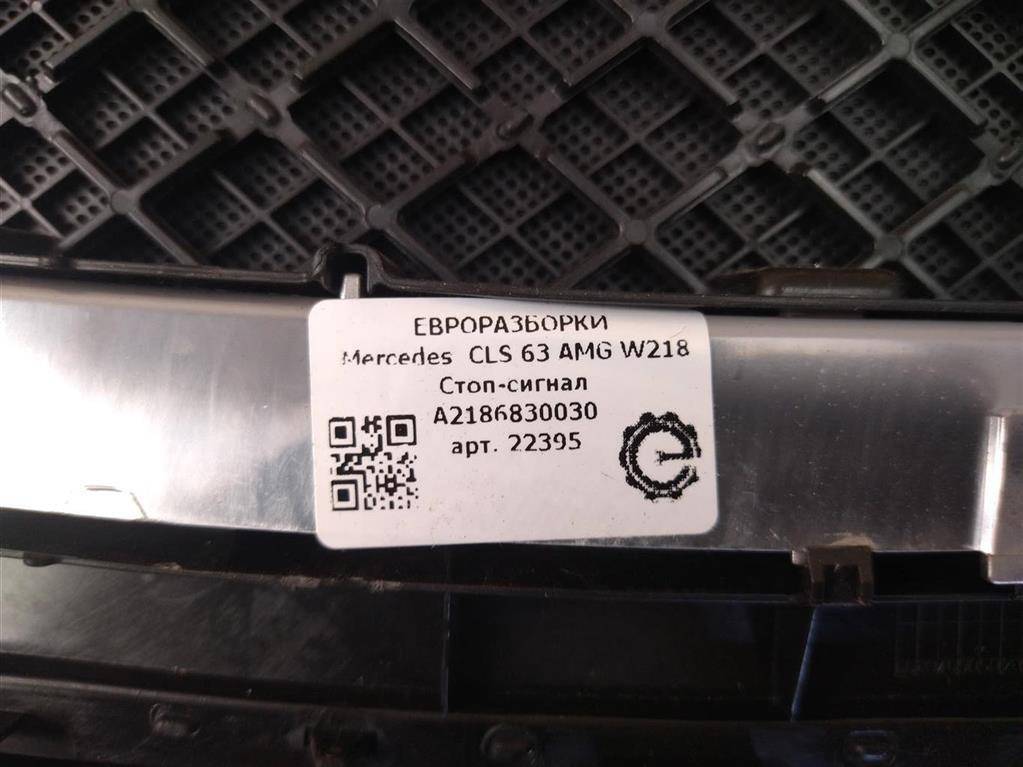 ЕВРОРАЗБОРКИ
Mercedes CLS 63 AMG W218
Стоп-сигнал
A2186830030
арт. 22395